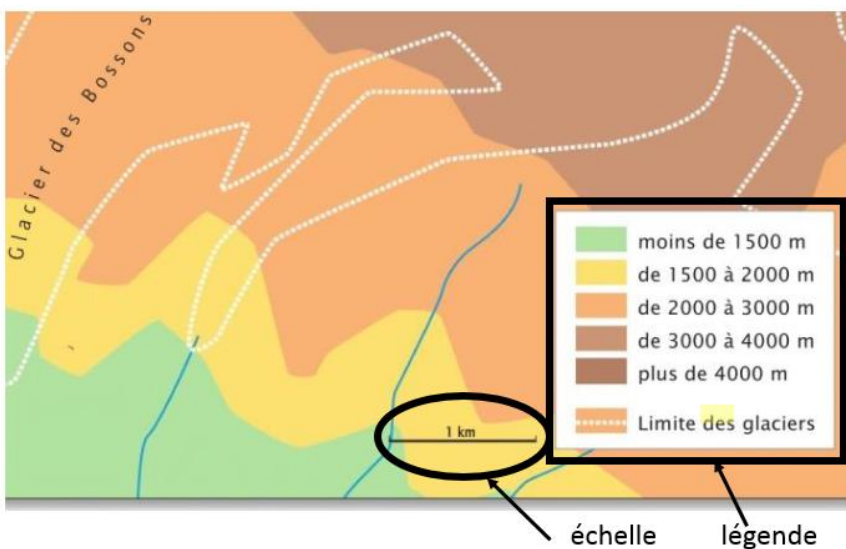 Glacier des Bossons
moins de 1500 m
de 1500 à 2000 m
de 2000 à 3000 m
de 3000 à 4000 m
plus de 4000 m
Limite des glaciers
1 km
échelle
légende